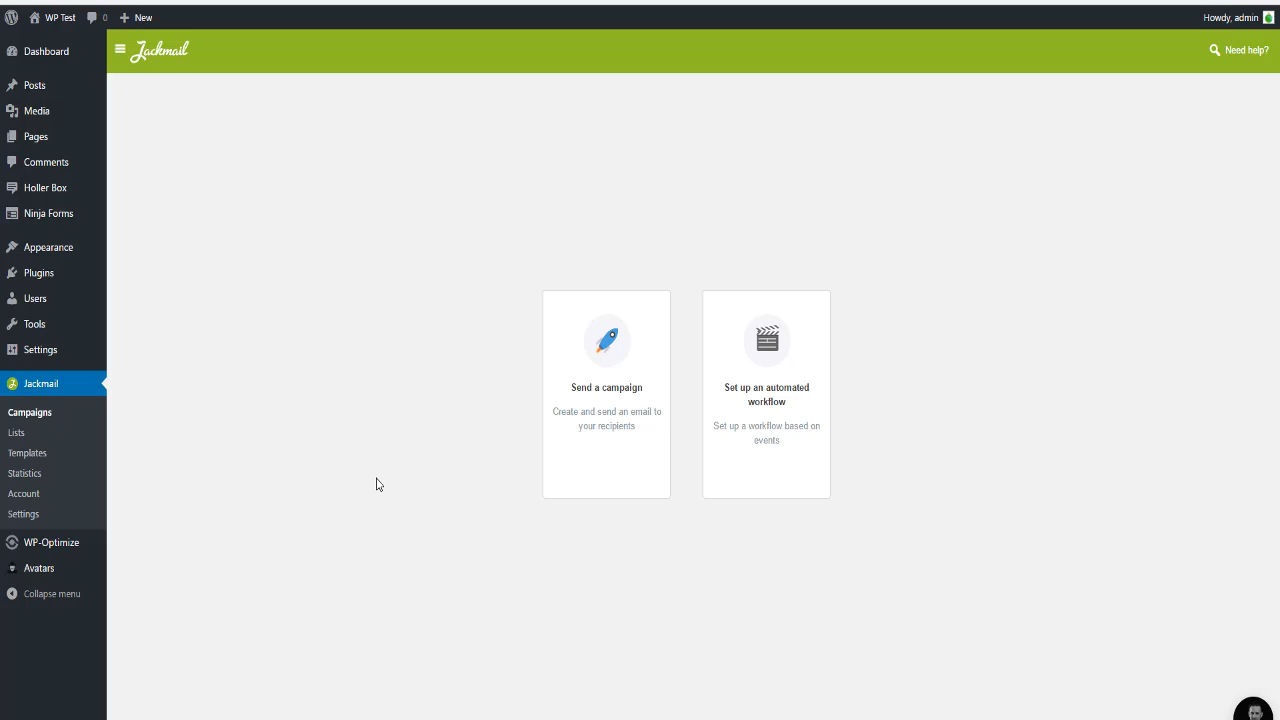 WP Test 0 New Howdy, admin
Jackmail Need help?
Dashboard
Posts
Media
Pages
Comments
Holler Box
Ninja Forms
Appearance
Plugins
Users
Tools
Settings
Jackmail
Campaigns
Lists
Templates
Statistics
Account
Settings
WP-Optimize
Avatars
Collapse menu
Send a campaign
Create and send an email to
your recipients
Set up an automated
workflow
Set up a workflow based on
events